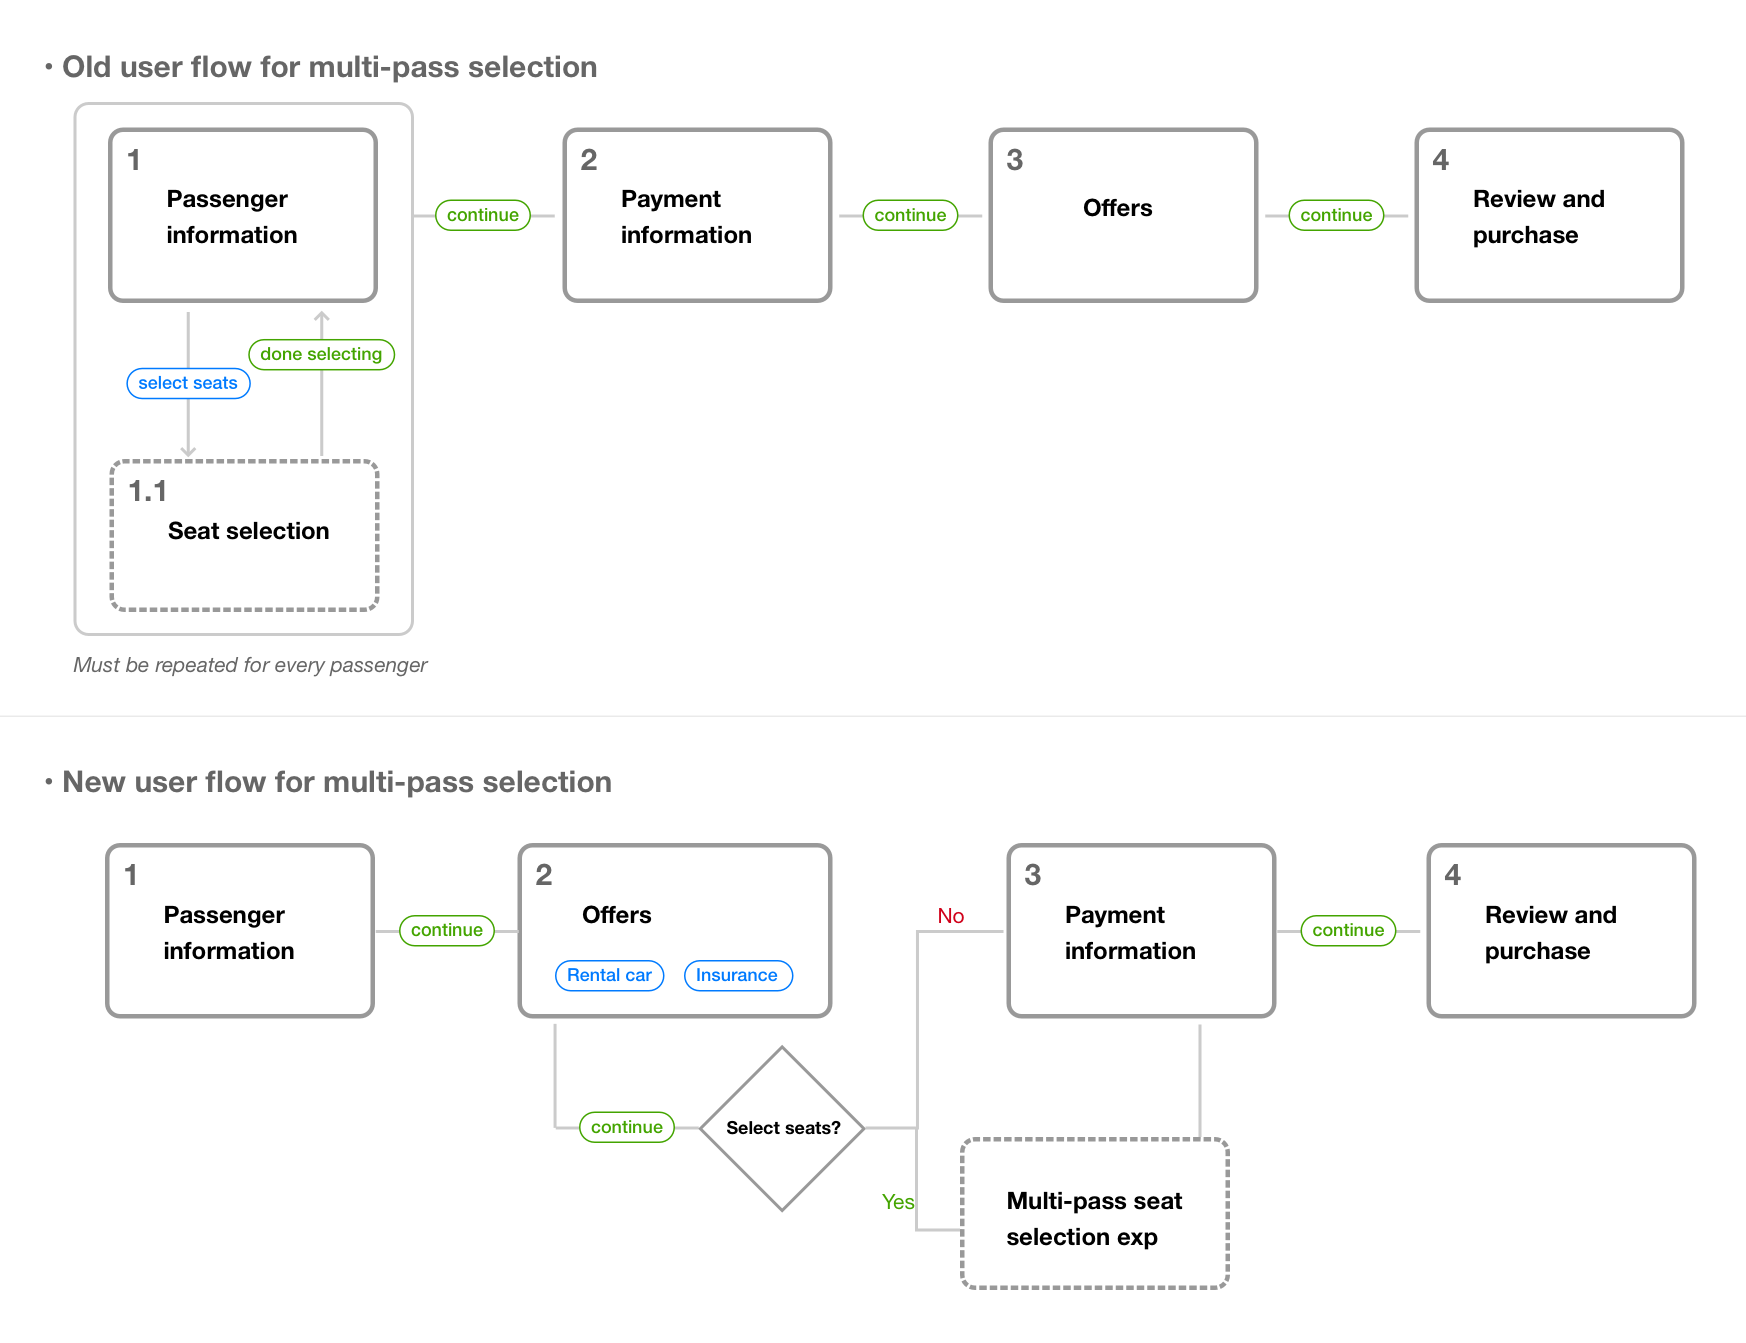 • Old user flow for multi-pass selection
1
Passenger
information
continue
2
Payment
information
continue
3
Offers
continue
4
Review and
purchase
done selecting
select seats
1.1
Seat selection
Must be repeated for every passenger
• New user flow for multi-pass selection
1
Passenger
information
continue
2
Offers
Rental car
Insurance
No
3
Payment
information
continue
4
Review and
purchase
continue
Select seats?
Yes
Multi-pass seat
selection exp